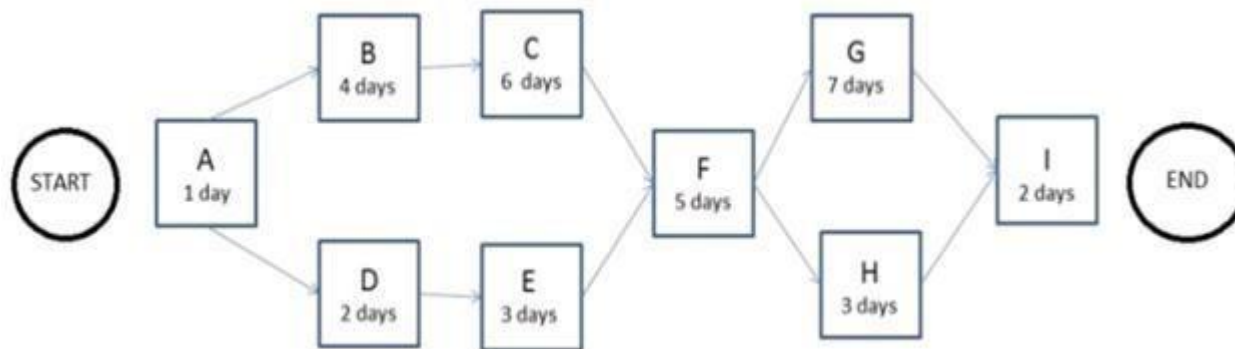 START
A
1 day
B
4 days
C
6 days
D
2 days
E
3 days
F
5 days
G
7 days
H
3 days
I
2 days
END